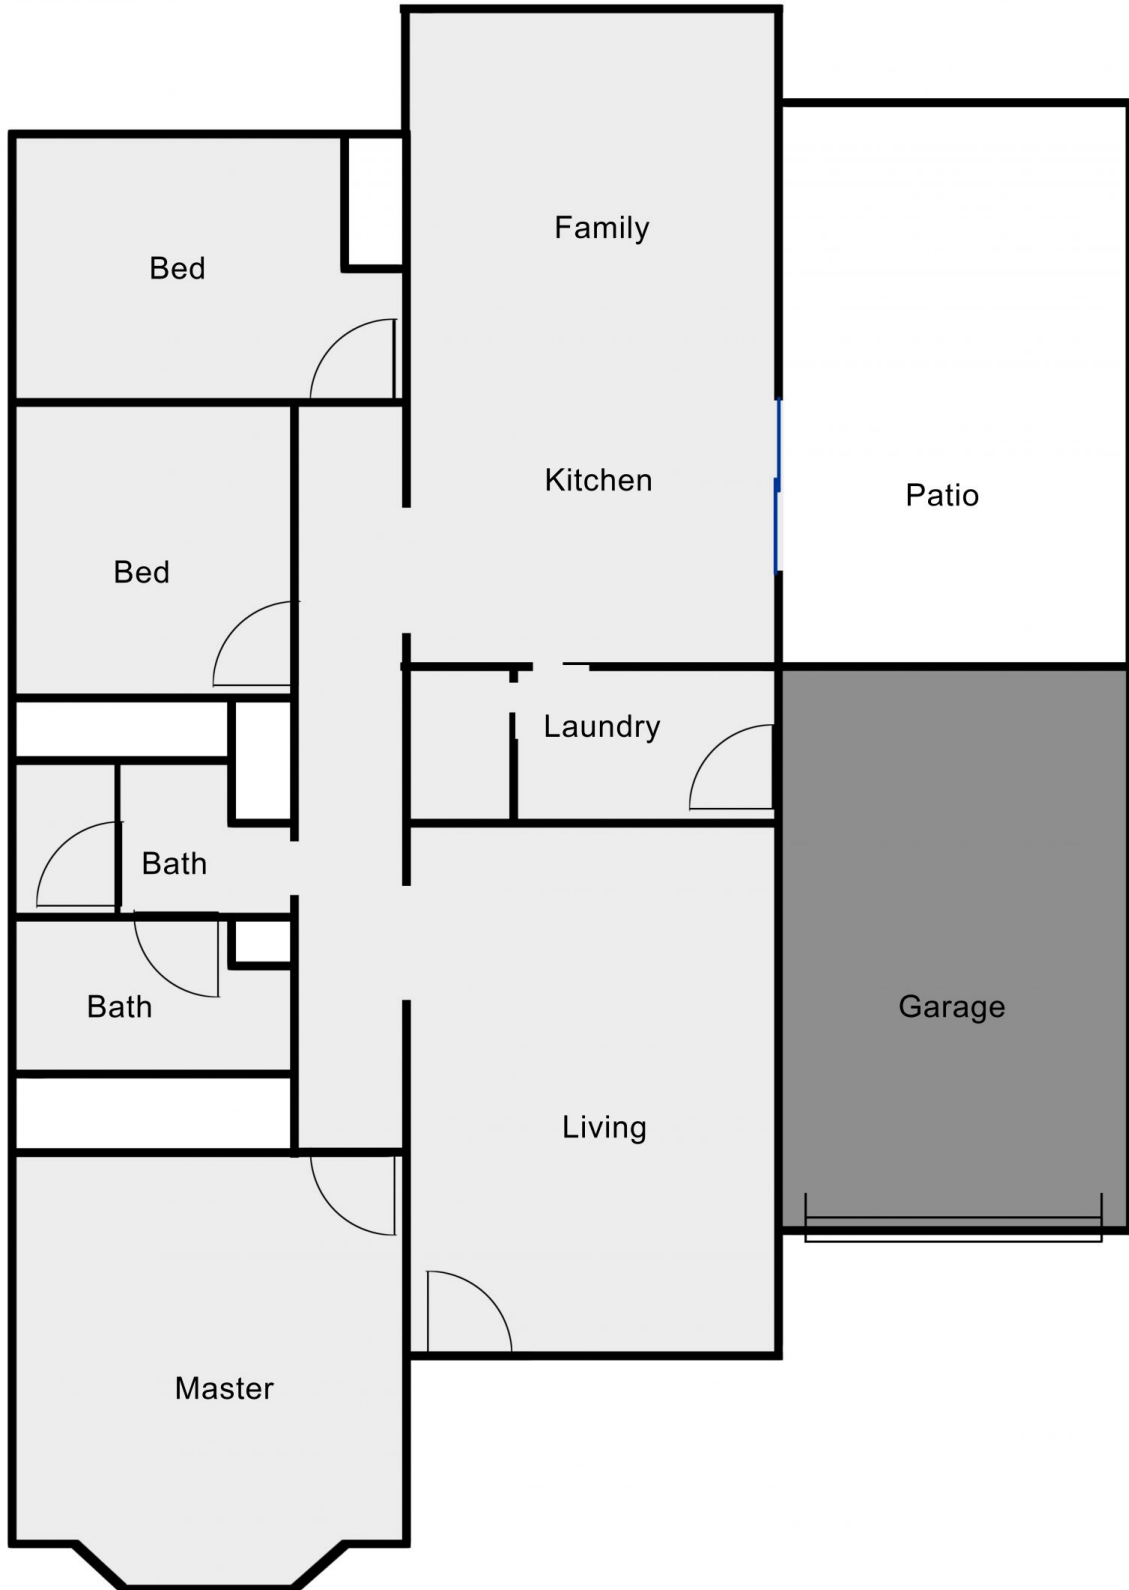 Family
Bed
Kitchen
Patio
Bed
Laundry
Bath
Bath
Garage
Living
Master